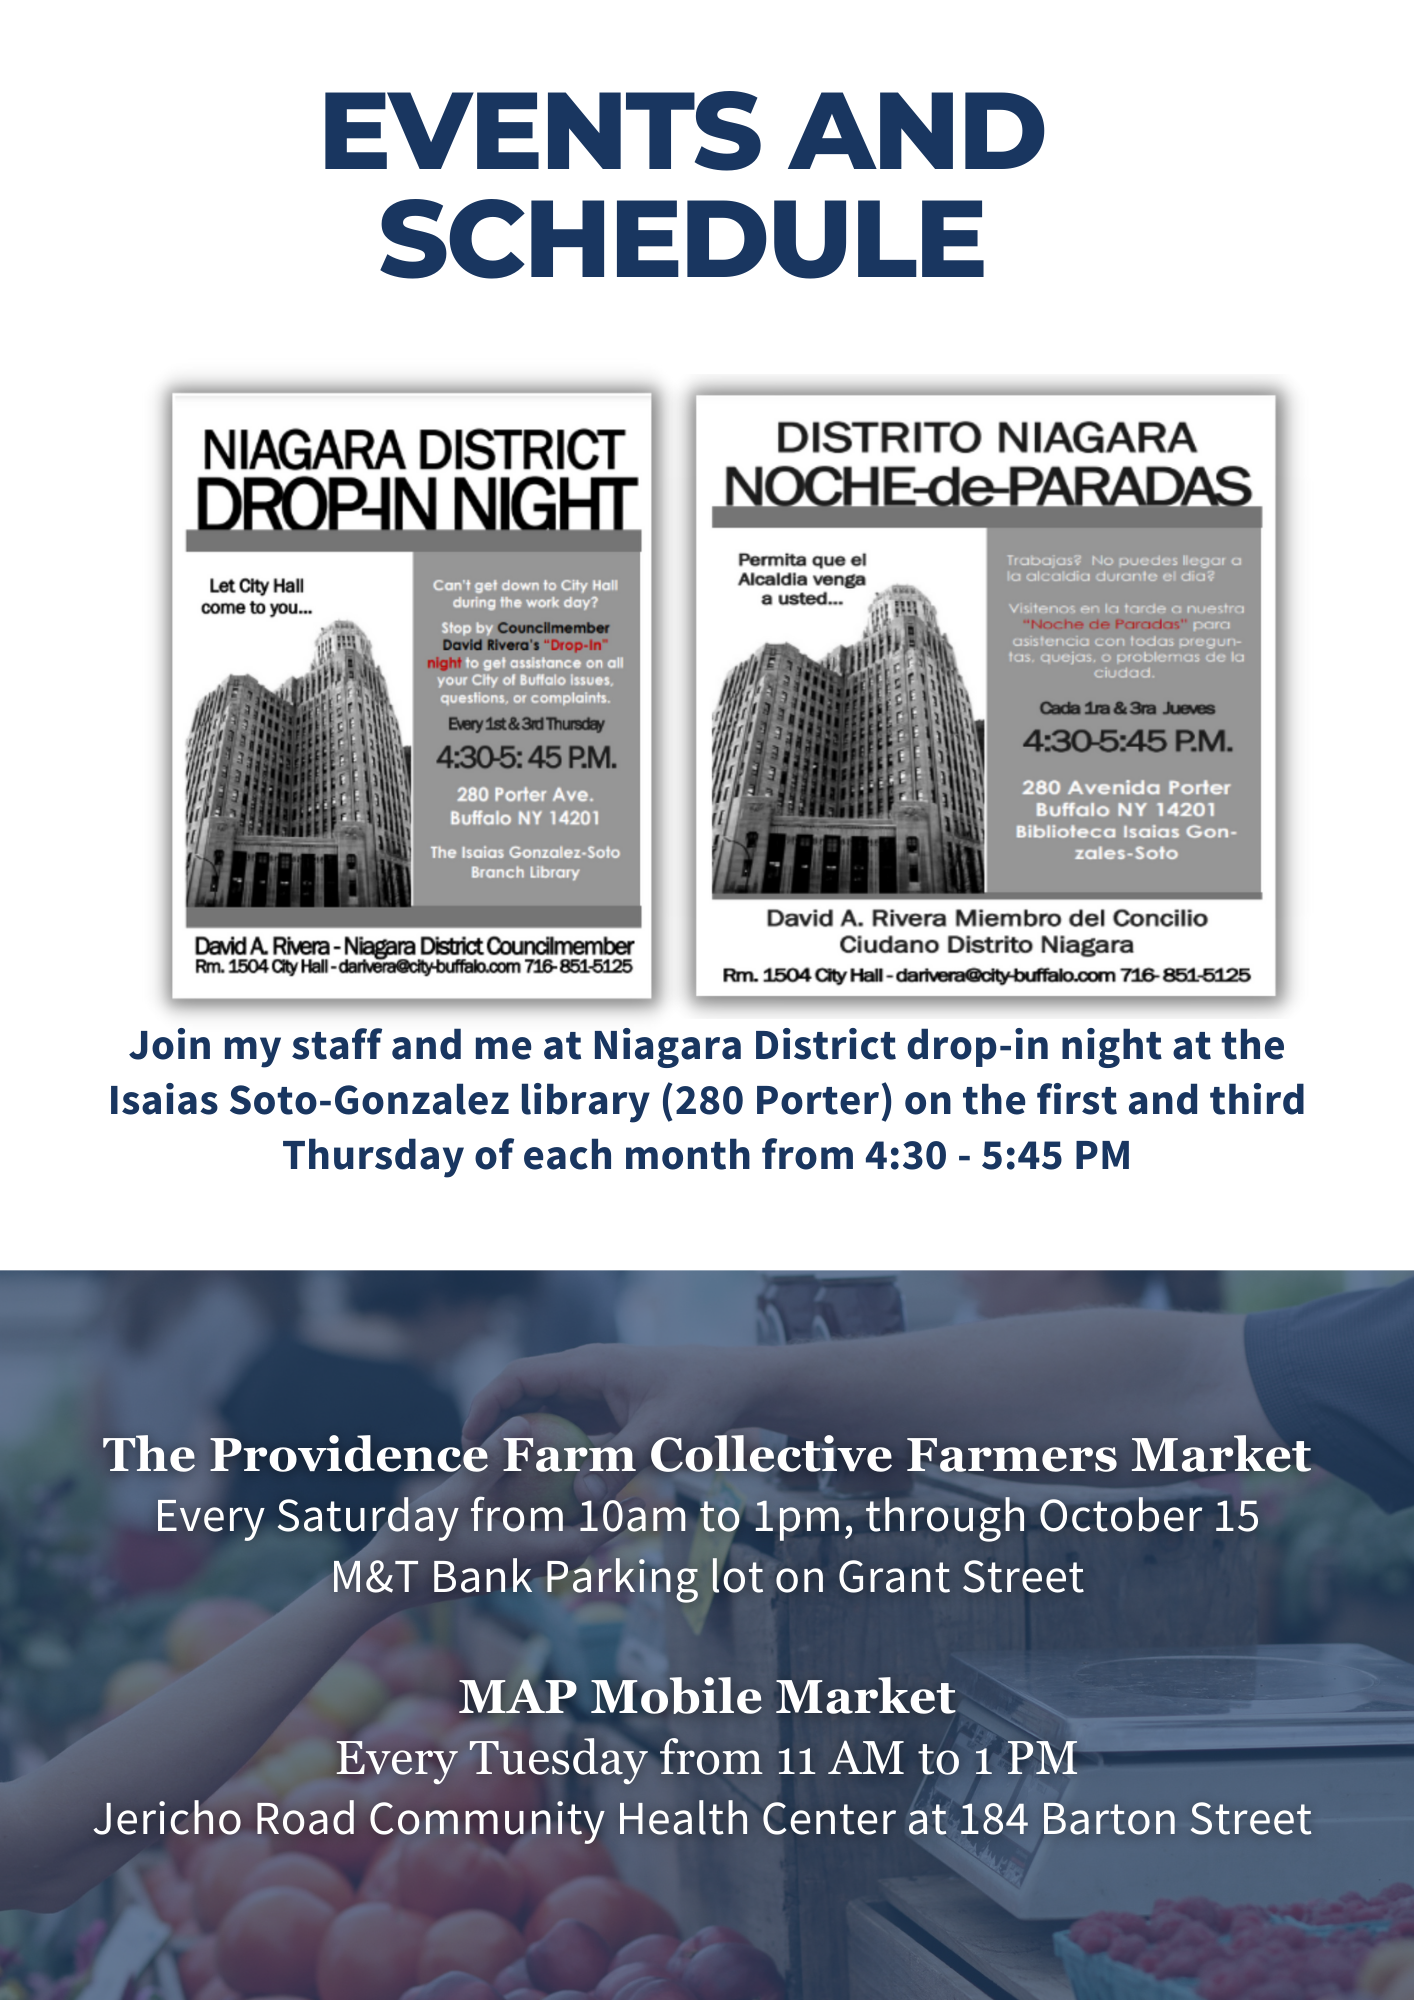 EVENTS AND
SCHEDULE
NIAGARA DISTRICT
DROP-IN NIGHT
Let City Hall
come to you...
Can't get down to City Hall
during the work day?
Stop by Councilmember
David Rivera's "Drop-In"
night to get assistance on all
your City of Buffalo issues,
questions, or complaints.
Every 1st & 3rd Thursday
4:30-5: 45 P.M.
280 Porter Ave.
Buffalo NY 14201
The Isaias Gonzalez-Soto
Branch Library
David A. Rivera - Niagara District Councilmember
Rm. 1504 City Hall - darivera@city-buffalo.com 716- 851-5125
DISTRITO NIAGARA
NOCHE-de-PARADAS
Permita que el
Alcaldia venga
a usted...
Trabajas? No puedes llegar a
la alcaldía durante el día?
Visitenos en la tarde a nuestra
"Noche de Paradas" para
asistencia con todas pregun-
tas, quejas, o problemas de la
ciudad.
Cada 1ra & 3ra Jueves
4:30-5:45 P.M.
280 Avenida Porter
Buffalo NY 14201
Biblioteca Isaias Gon-
zales-Soto
David A. Rivera Miembro del Concilio
Ciudano Distrito Niagara
Rm. 1504 City Hall - darivera@city-buffalo.com 716- 851-5125
Join my staff and me at Niagara District drop-in night at the
Isaias Soto-Gonzalez library (280 Porter) on the first and third
Thursday of each month from 4:30 - 5:45 PM
The Providence Farm Collective Farmers Market
Every Saturday from 10am to 1pm, through October 15
M&T Bank Parking lot on Grant Street
MAP Mobile Market
Every Tuesday from 11 AM to 1 PM
Jericho Road Community Health Center at 184 Barton Street